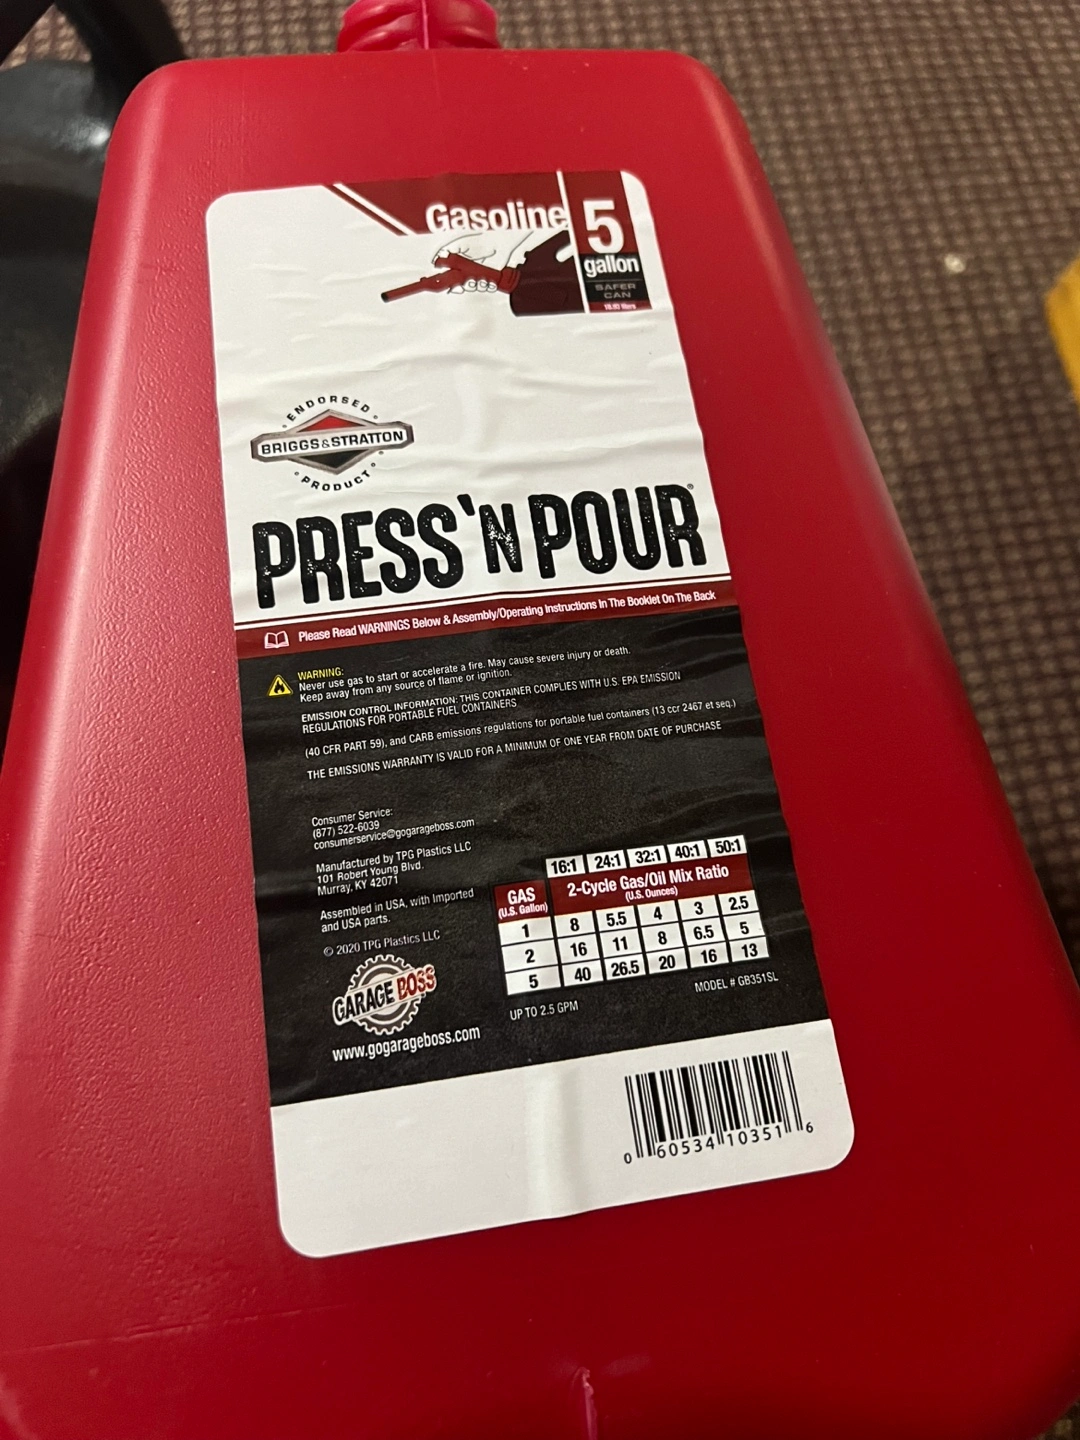 Gasoline
5
gallon
SAFER
CAN
ENDORSED
BRIGGS&STRATTON
PRODUCT
PRESS 'N POUR®
Please Read WARNINGS Below & Assembly/Operating Instructions In The Booklet On The Back
WARNING:
Never use gas to start or accelerate a fire. May cause severe injury or death.
Keep away from any source of flame or ignition.
EMISSION CONTROL INFORMATION: THIS CONTAINER COMPLIES WITH U.S. EPA EMISSION
REGULATIONS FOR PORTABLE FUEL CONTAINERS
(40 CFR PART 59), and CARB emissions regulations for portable fuel containers (13 ccr 2467 et seq.)
THE EMISSIONS WARRANTY IS VALID FOR A MINIMUM OF ONE YEAR FROM DATE OF PURCHASE
Consumer Service:
(877) 522-6039
consumerservice@gogarageboss.com
Manufactured by TPG Plastics LLC
101 Robert Young Blvd.
Murray, KY 42071
Assembled in USA, with Imported
and USA parts.
© 2020 TPG Plastics LLC
GARAGE BOSS
www.gogarageboss.com
16:1 24:1 32:1 40:1 50:1
GAS
(U.S. Gallon)
2-Cycle Gas/Oil Mix Ratio
(U.S. Ounces)
1 8 5.5 4 3 2.5
2 16 11 8 6.5 5
5 40 26.5 20 16 13
UP TO 2.5 GPM
MODEL # GB351SL
0 60534 10351 6